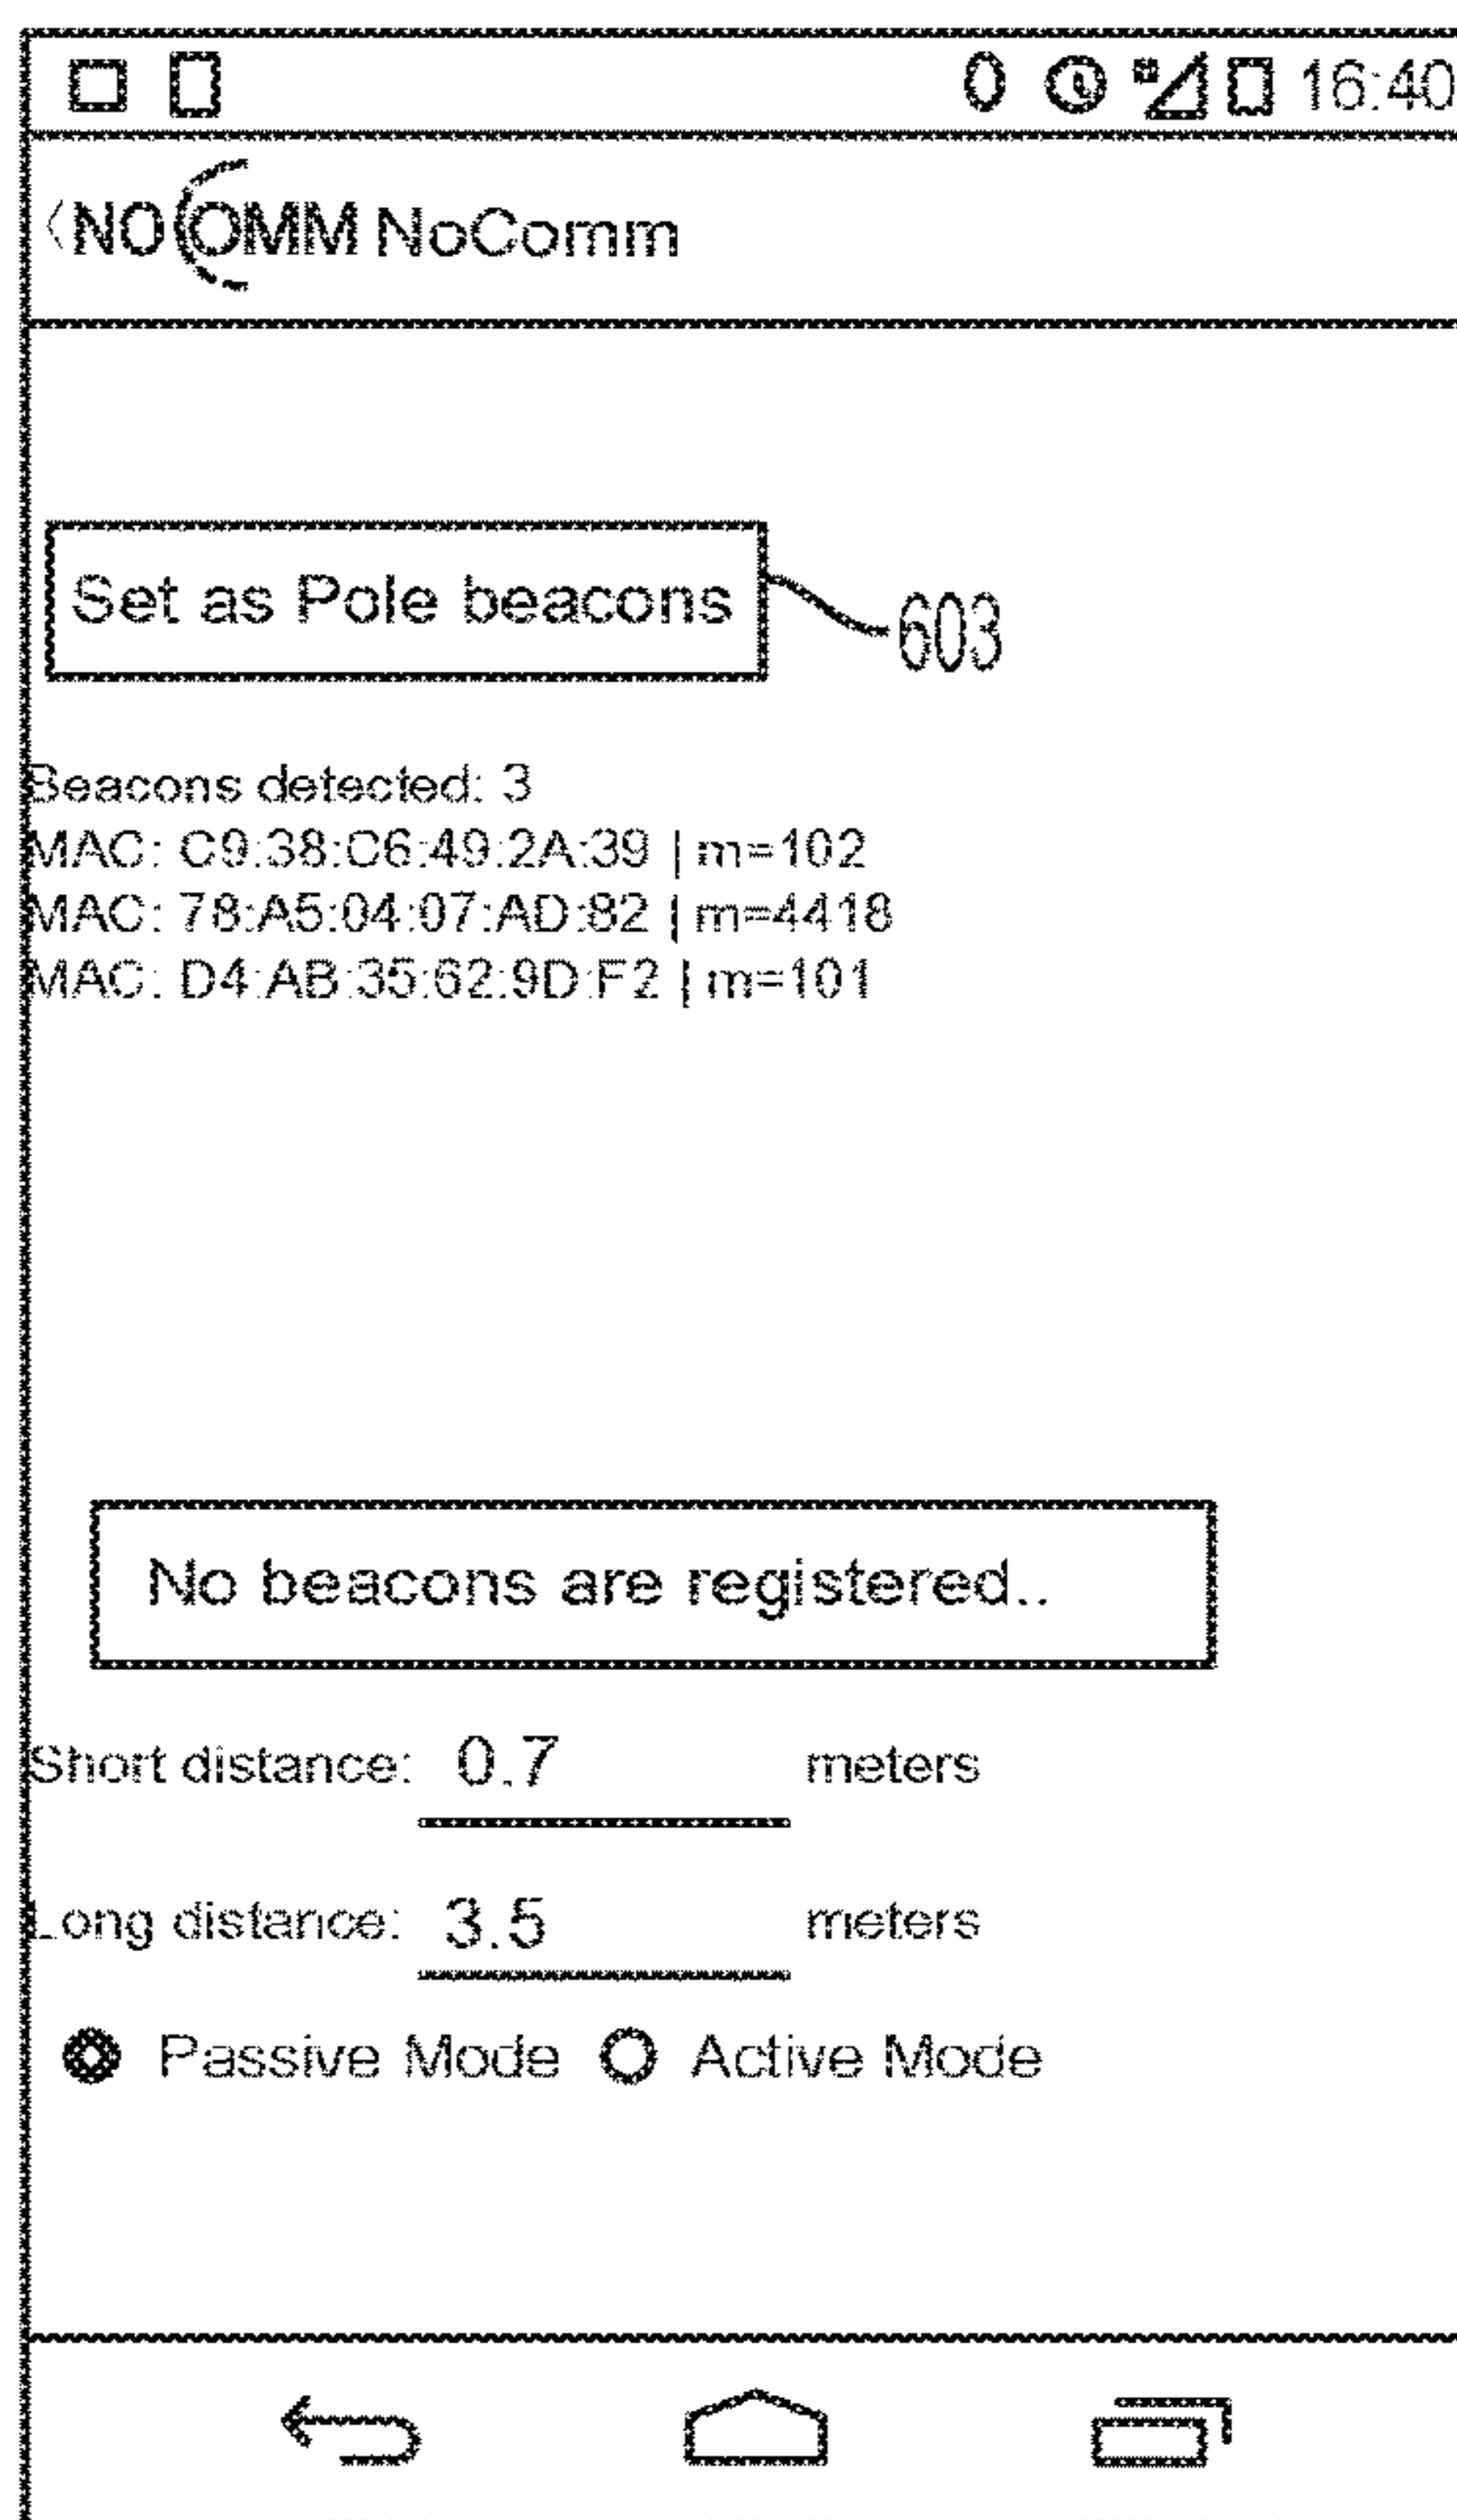 16:40
NO COMM NoComm
Set as Pole beacons
603
Beacons detected: 3
MAC: C9:38:C6:49:2A:39 | m=102
MAC: 78:A5:04:07:AD:82 | m=4418
MAC: D4:AB:35:62:9D:F2 | m=101
No beacons are registered..
Short distance: 0.7 meters
Long distance: 3.5 meters
Passive Mode Active Mode